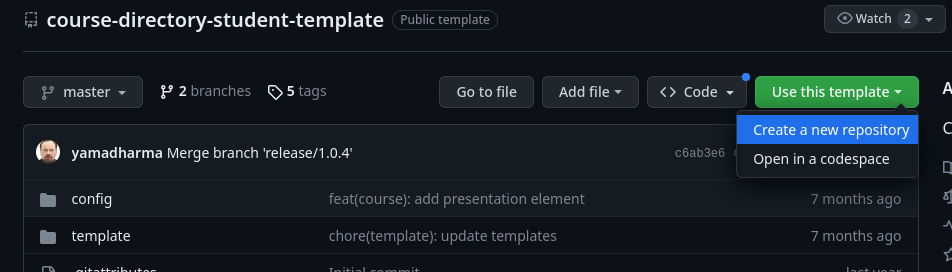 course-directory-student-template Public template Watch 2
master 2 branches 5 tags Go to file Add file Code Use this template
Create a new repository
Open in a codespace
yamadharma Merge branch 'release/1.0.4' c6ab3e6
config feat(course): add presentation element 7 months ago
template chore(template): update templates 7 months ago
.gitattributes Initial commit last year